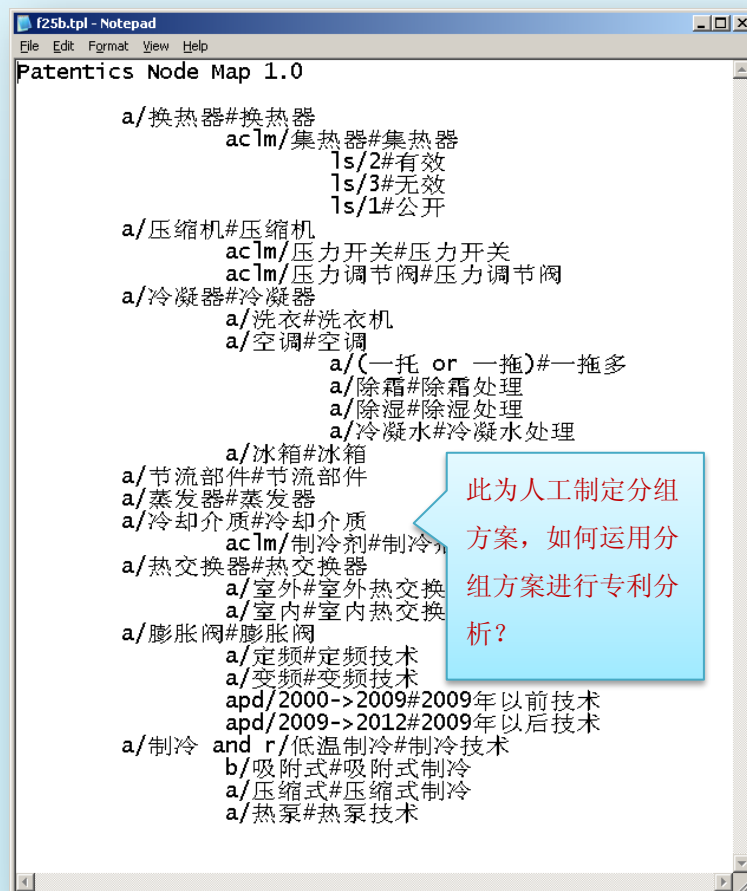 f25b.tpl - Notepad
File Edit Format View Help
Patentics Node Map 1.0
a/换热器#换热器
aclm/集热器#集热器
ls/2#有效
ls/3#无效
ls/1#公开
a/压缩机#压缩机
aclm/压力开关#压力开关
aclm/压力调节阀#压力调节阀
a/冷凝器#冷凝器
a/洗衣#洗衣机
a/空调#空调
a/(一托 or 一拖)#一拖多
a/除霜#除霜处理
a/除湿#除湿处理
a/冷凝水#冷凝水处理
a/冰箱#冰箱
a/节流部件#节流部件
a/蒸发器#蒸发器
a/冷却介质#冷却介质
aclm/制冷剂#制冷
a/热交换器#热交换器
a/室外#室外热交换
a/室内#室内热交换
a/膨胀阀#膨胀阀
a/定频#定频技术
a/变频#变频技术
apd/2000->2009#2009年以前技术
apd/2009->2012#2009年以后技术
a/制冷 and r/低温制冷#制冷技术
b/吸附式#吸附式制冷
a/压缩式#压缩式制冷
a/热泵#热泵技术
此为人工制定分组
方案，如何运用分
组方案进行专利分
析？